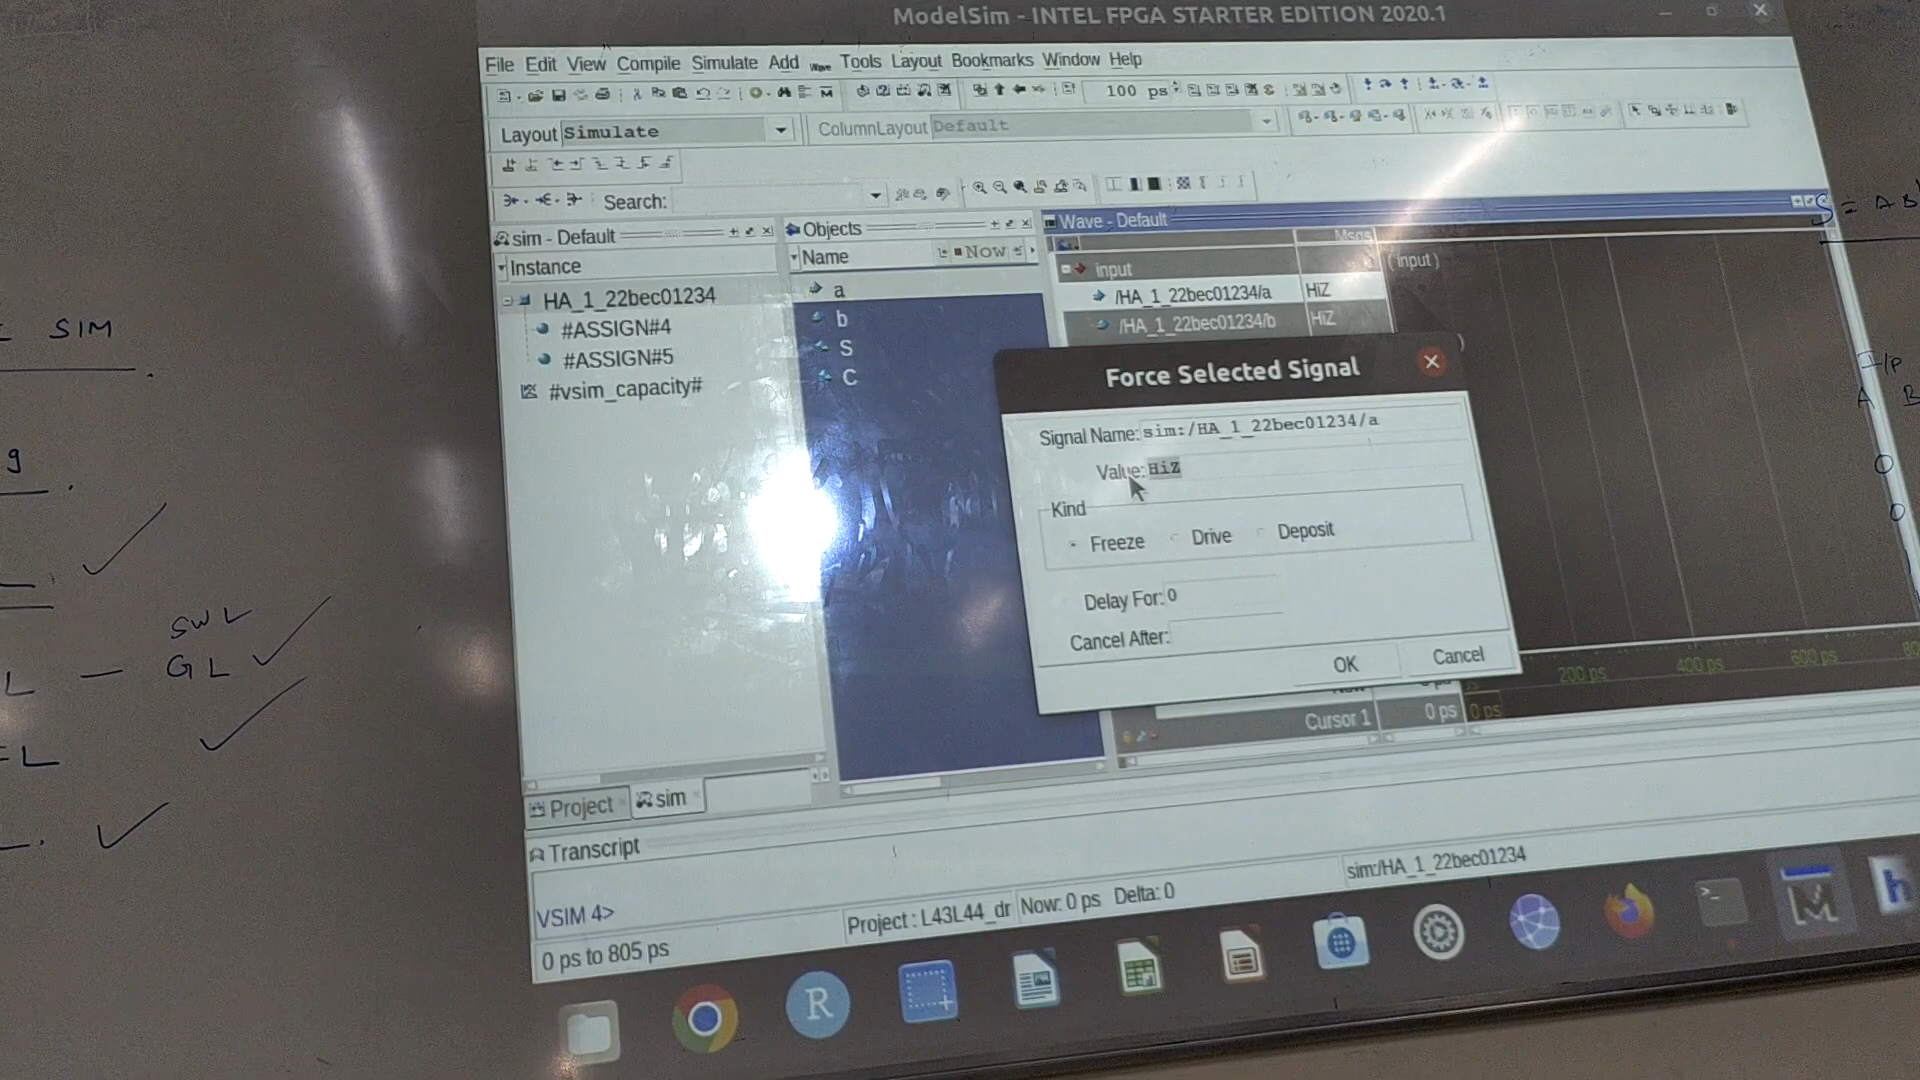 ModelSim - INTEL FPGA STARTER EDITION 2020.1
File Edit View Compile Simulate Add Wave Tools Layout Bookmarks Window Help
100 ps
Layout Simulate
ColumnLayout Default
Search:
sim - Default
Instance
HA_1_22bec01234
#ASSIGN#4
#ASSIGN#5
#vsim_capacity#
Objects
Name
Now
a
b
S
C
Wave - Default
Msgs
input
(input)
/HA_1_22bec01234/a HiZ
/HA_1_22bec01234/b HiZ
Force Selected Signal
Signal Name: sim:/HA_1_22bec01234/a
Value: HiZ
Kind
Freeze Drive Deposit
Delay For: 0
Cancel After:
OK Cancel
200 ps 400 ps 600 ps
Cursor 1 0 ps 0 ps
Project sim
Transcript
VSIM 4>
0 ps to 805 ps
Project : L43L44_dr Now: 0 ps Delta: 0
sim:/HA_1_22bec01234
SIM
g
SWL
L — GL
S = AB
I/P
A B
0
0